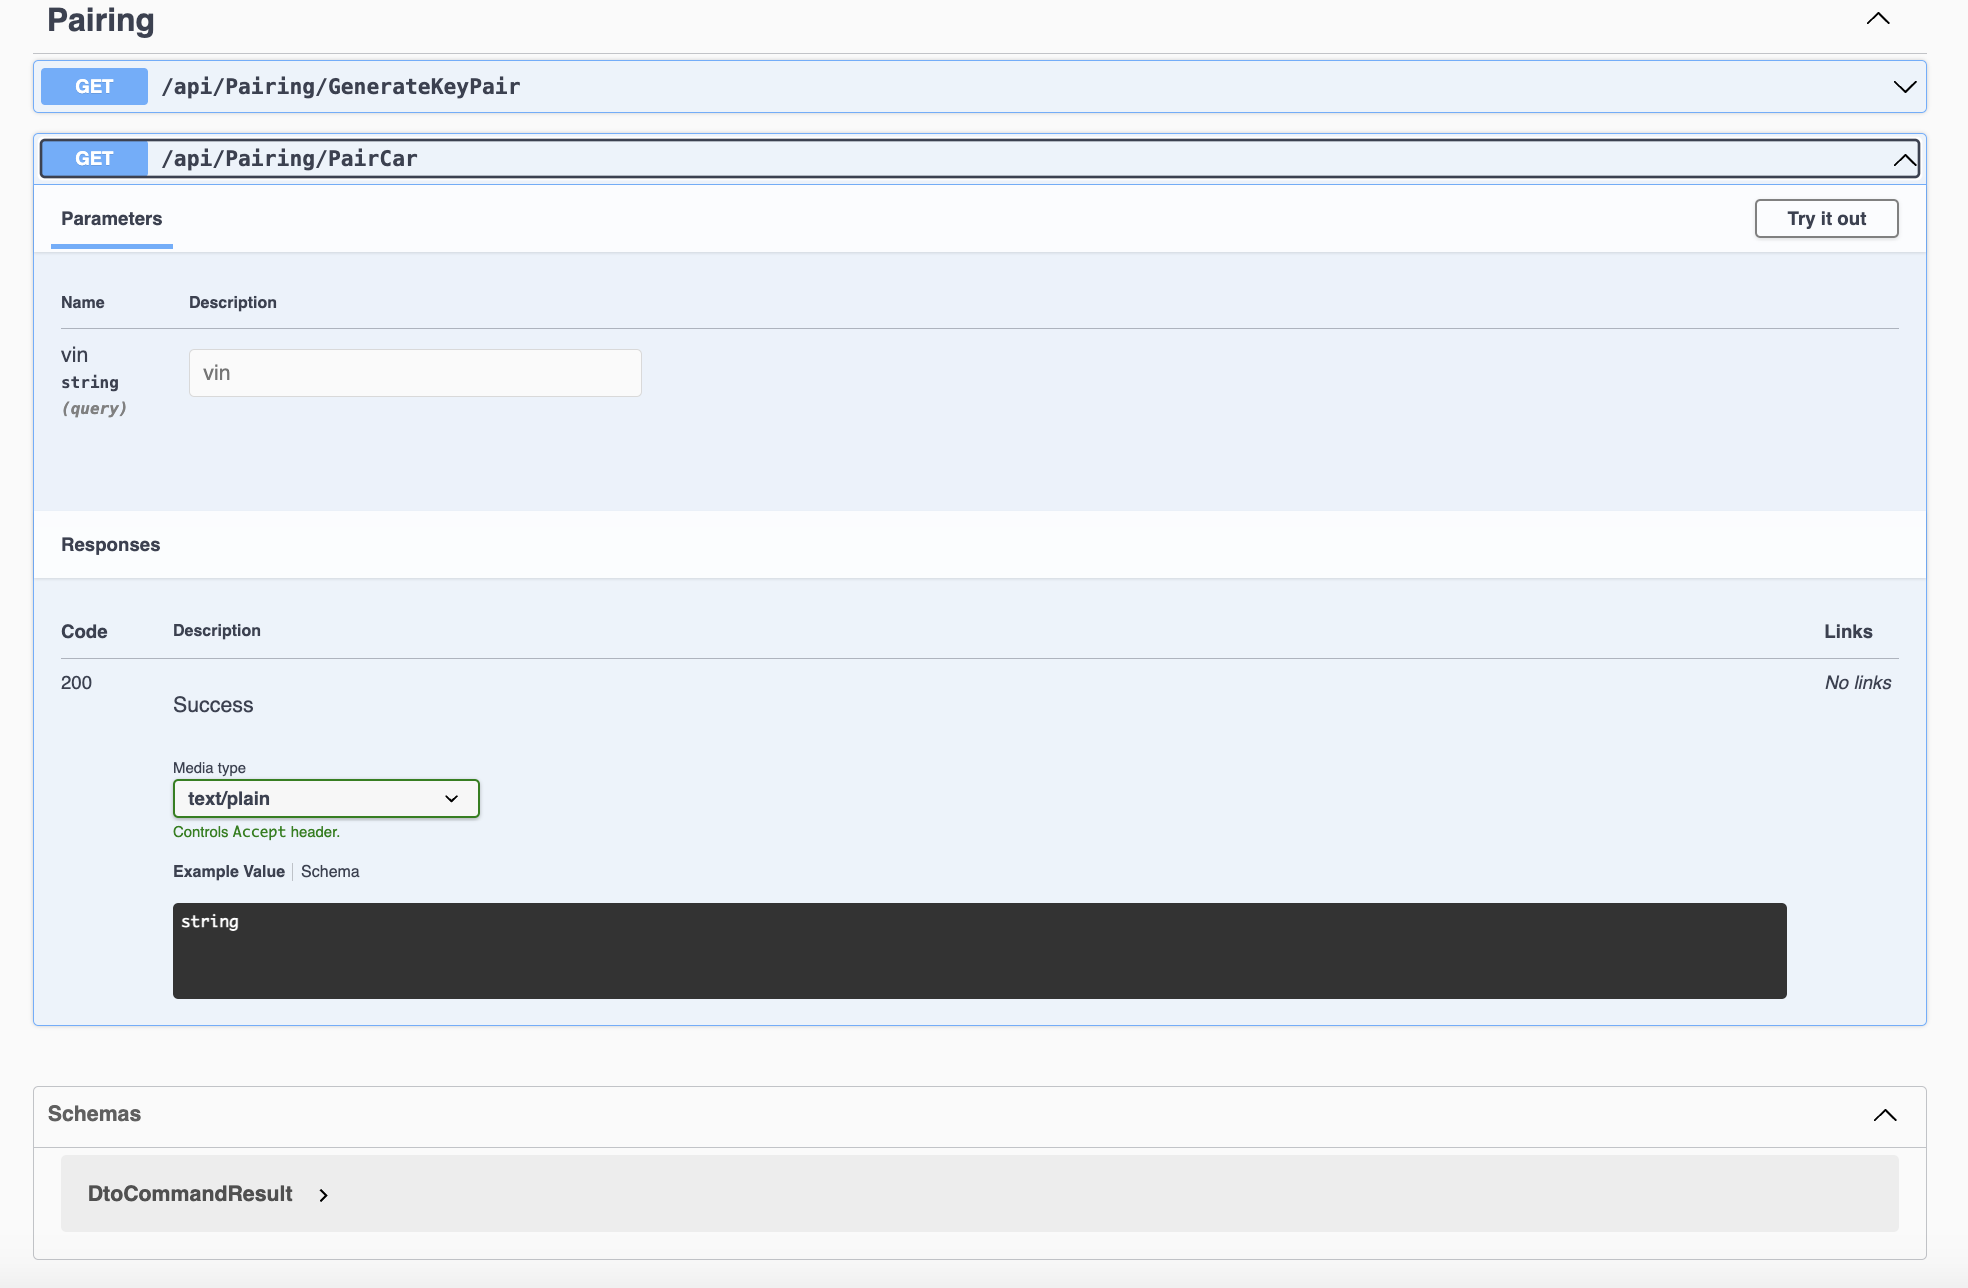 Pairing
GET /api/Pairing/GenerateKeyPair
GET /api/Pairing/PairCar
Parameters
Try it out
Name Description
vin
string
(query)
vin
Responses
Code Description Links
200 No links
Success
Media type
text/plain
Controls Accept header.
Example Value Schema
string
Schemas
DtoCommandResult